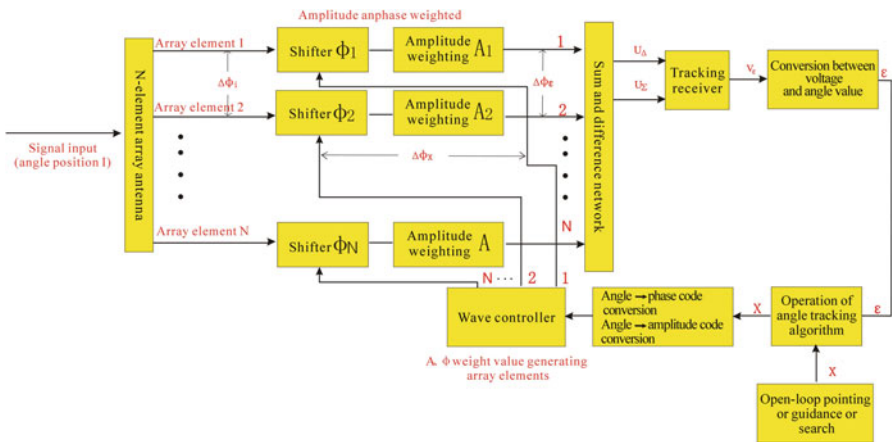 Amplitude anphase weighted
Array element 1
Shifter Φ1
Amplitude
weighting A1
1
Δφi
Δφε
N-element array antenna
Array element 2
Shifter Φ2
Amplitude
weighting A2
2
Signal input
(angle position I)
Δφχ
Array element N
Shifter ΦN
Amplitude
weighting A
N
Sum and difference network
UΔ
UΣ
Tracking
receiver
Vε
Conversion between
voltage
and angle value
ε
N ··· 2 1
Wave controller
A、Φ weight value generating
array elements
Angle → phase code
conversion
Angle → amplitude code
conversion
X
Operation of
angle tracking
algorithm
ε
X
Open-loop pointing
or guidance or
search